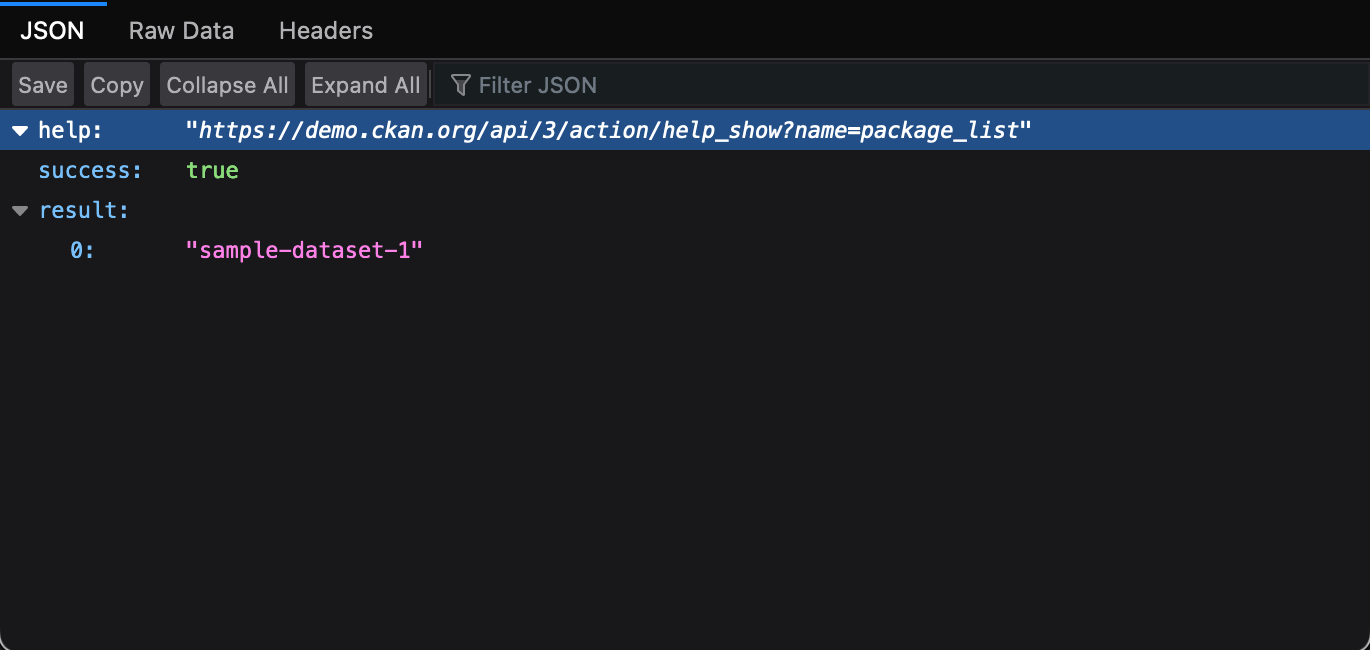 JSON Raw Data Headers
Save Copy Collapse All Expand All Filter JSON
help: "https://demo.ckan.org/api/3/action/help_show?name=package_list"
success: true
result:
0: "sample-dataset-1"